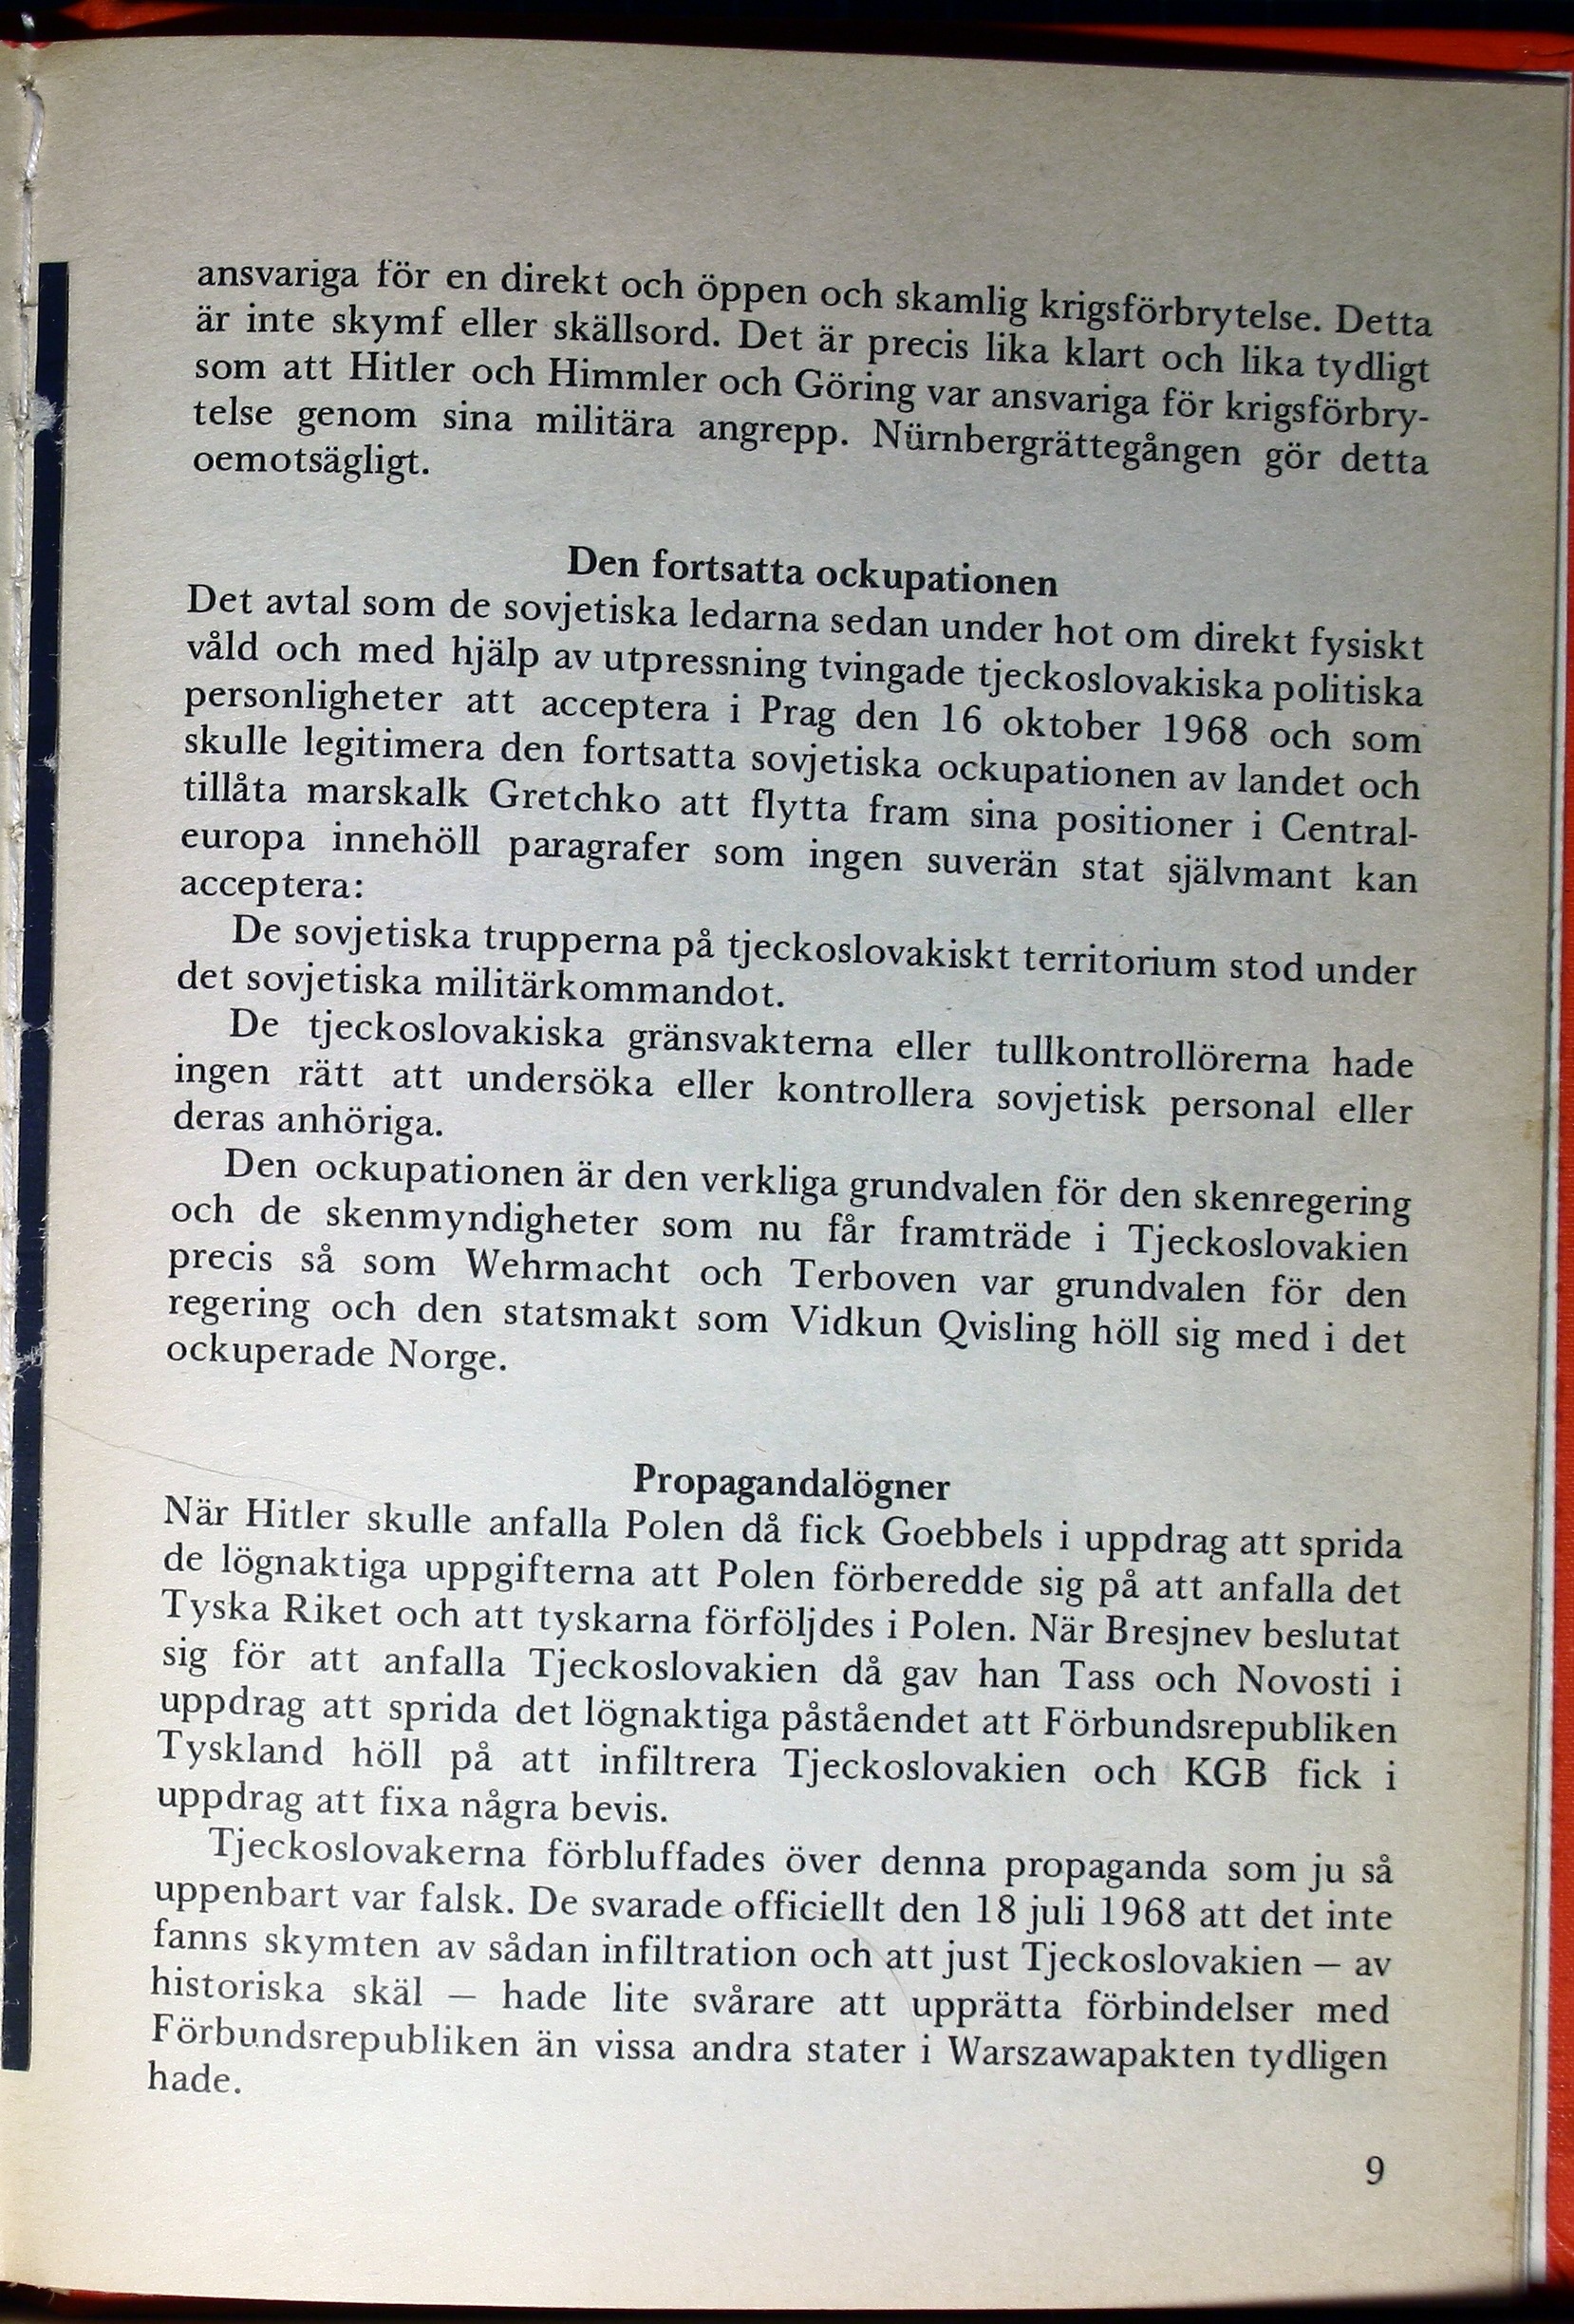 ansvariga för en direkt och öppen och skamlig krigsförbrytelse. Detta
är inte skymf eller skällsord. Det är precis lika klart och lika tydligt
som att Hitler och Himmler och Göring var ansvariga för krigsförbry-
telse genom sina militära angrepp. Nürnbergrättegången gör detta
oemotsägligt.
Den fortsatta ockupationen
Det avtal som de sovjetiska ledarna sedan under hot om direkt fysiskt
våld och med hjälp av utpressning tvingade tjeckoslovakiska politiska
personligheter att acceptera i Prag den 16 oktober 1968 och som
skulle legitimera den fortsatta sovjetiska ockupationen av landet och
tillåta marskalk Gretchko att flytta fram sina positioner i Central-
europa innehöll paragrafer som ingen suverän stat självmant kan
acceptera:
De sovjetiska trupperna på tjeckoslovakiskt territorium stod under
det sovjetiska militärkommandot.
De tjeckoslovakiska gränsvakterna eller tullkontrollörerna hade
ingen rätt att undersöka eller kontrollera sovjetisk personal eller
deras anhöriga.
Den ockupationen är den verkliga grundvalen för den skenregering
och de skenmyndigheter som nu får framträde i Tjeckoslovakien
precis så som Wehrmacht och Terboven var grundvalen för den
regering och den statsmakt som Vidkun Qvisling höll sig med i det
ockuperade Norge.
Propagandalögner
När Hitler skulle anfalla Polen då fick Goebbels i uppdrag att sprida
de lögnaktiga uppgifterna att Polen förberedde sig på att anfalla det
Tyska Riket och att tyskarna förföljdes i Polen. När Bresjnev beslutat
sig för att anfalla Tjeckoslovakien då gav han Tass och Novosti i
uppdrag att sprida det lögnaktiga påståendet att Förbundsrepubliken
Tyskland höll på att infiltrera Tjeckoslovakien och KGB fick i
uppdrag att fixa några bevis.
Tjeckoslovakerna förbluffades över denna propaganda som ju så
uppenbart var falsk. De svarade officiellt den 18 juli 1968 att det inte
fanns skymten av sådan infiltration och att just Tjeckoslovakien – av
historiska skäl – hade lite svårare att upprätta förbindelser med
Förbundsrepubliken än vissa andra stater i Warszawapakten tydligen
hade.
9